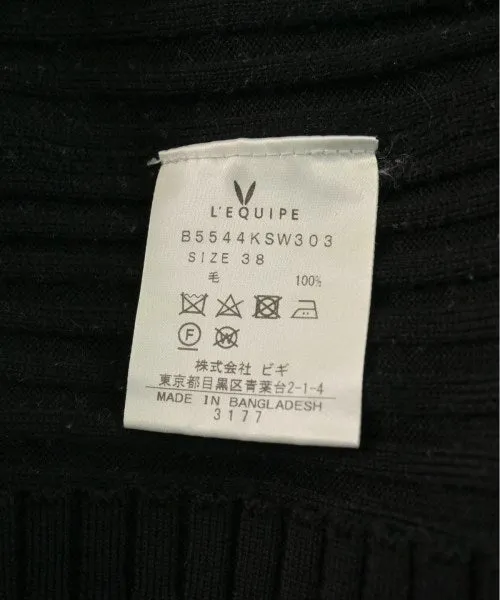 L'EQUIPE
B5544KSW303
SIZE 38
毛 100%
F W
株式会社 ビギ
東京都目黒区青葉台2-1-4
MADE IN BANGLADESH
3177